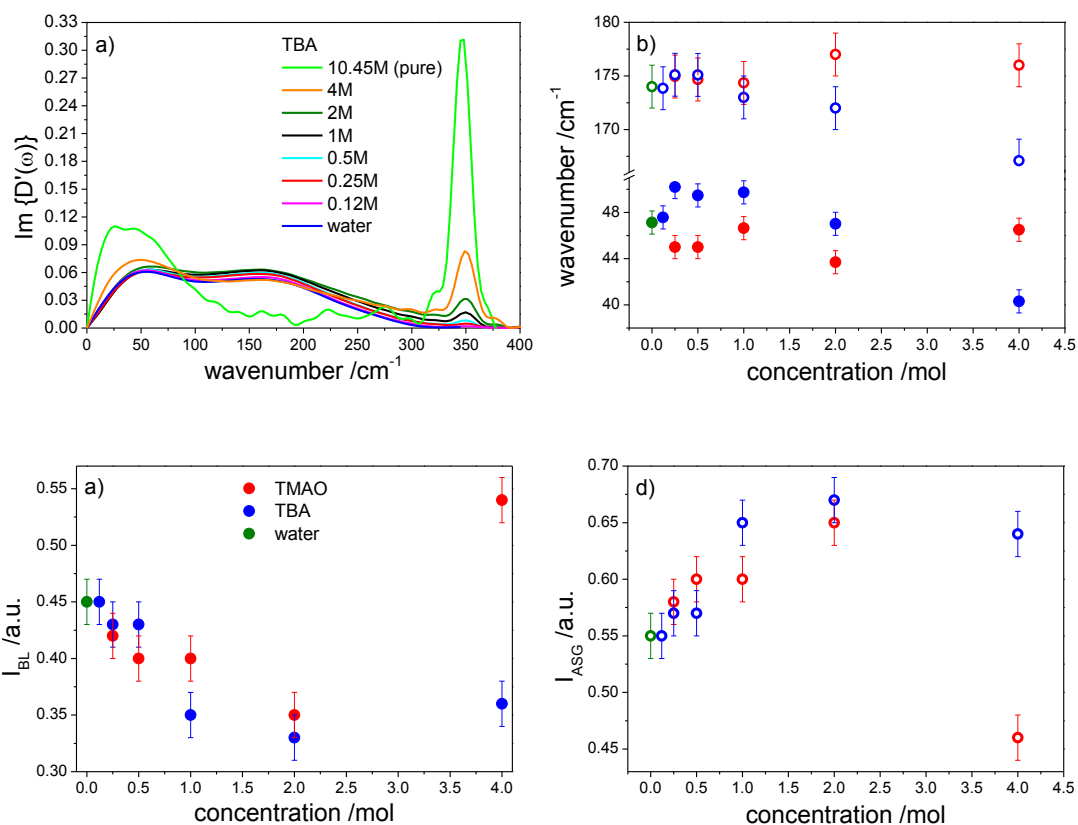 a)
TBA
10.45M (pure)
4M
2M
1M
0.5M
0.25M
0.12M
water
Im {D'(ω)}
0.33
0.30
0.27
0.24
0.21
0.18
0.15
0.12
0.09
0.06
0.03
0.00
0 50 100 150 200 250 300 350 400
wavenumber /cm⁻¹
b)
wavenumber /cm⁻¹
180
175
170
48
44
40
0.0 0.5 1.0 1.5 2.0 2.5 3.0 3.5 4.0 4.5
concentration /mol
a)
TMAO
TBA
water
I_BL /a.u.
0.55
0.50
0.45
0.40
0.35
0.30
0.0 0.5 1.0 1.5 2.0 2.5 3.0 3.5 4.0
concentration /mol
d)
I_ASG /a.u.
0.70
0.65
0.60
0.55
0.50
0.45
0.0 0.5 1.0 1.5 2.0 2.5 3.0 3.5 4.0
concentration /mol